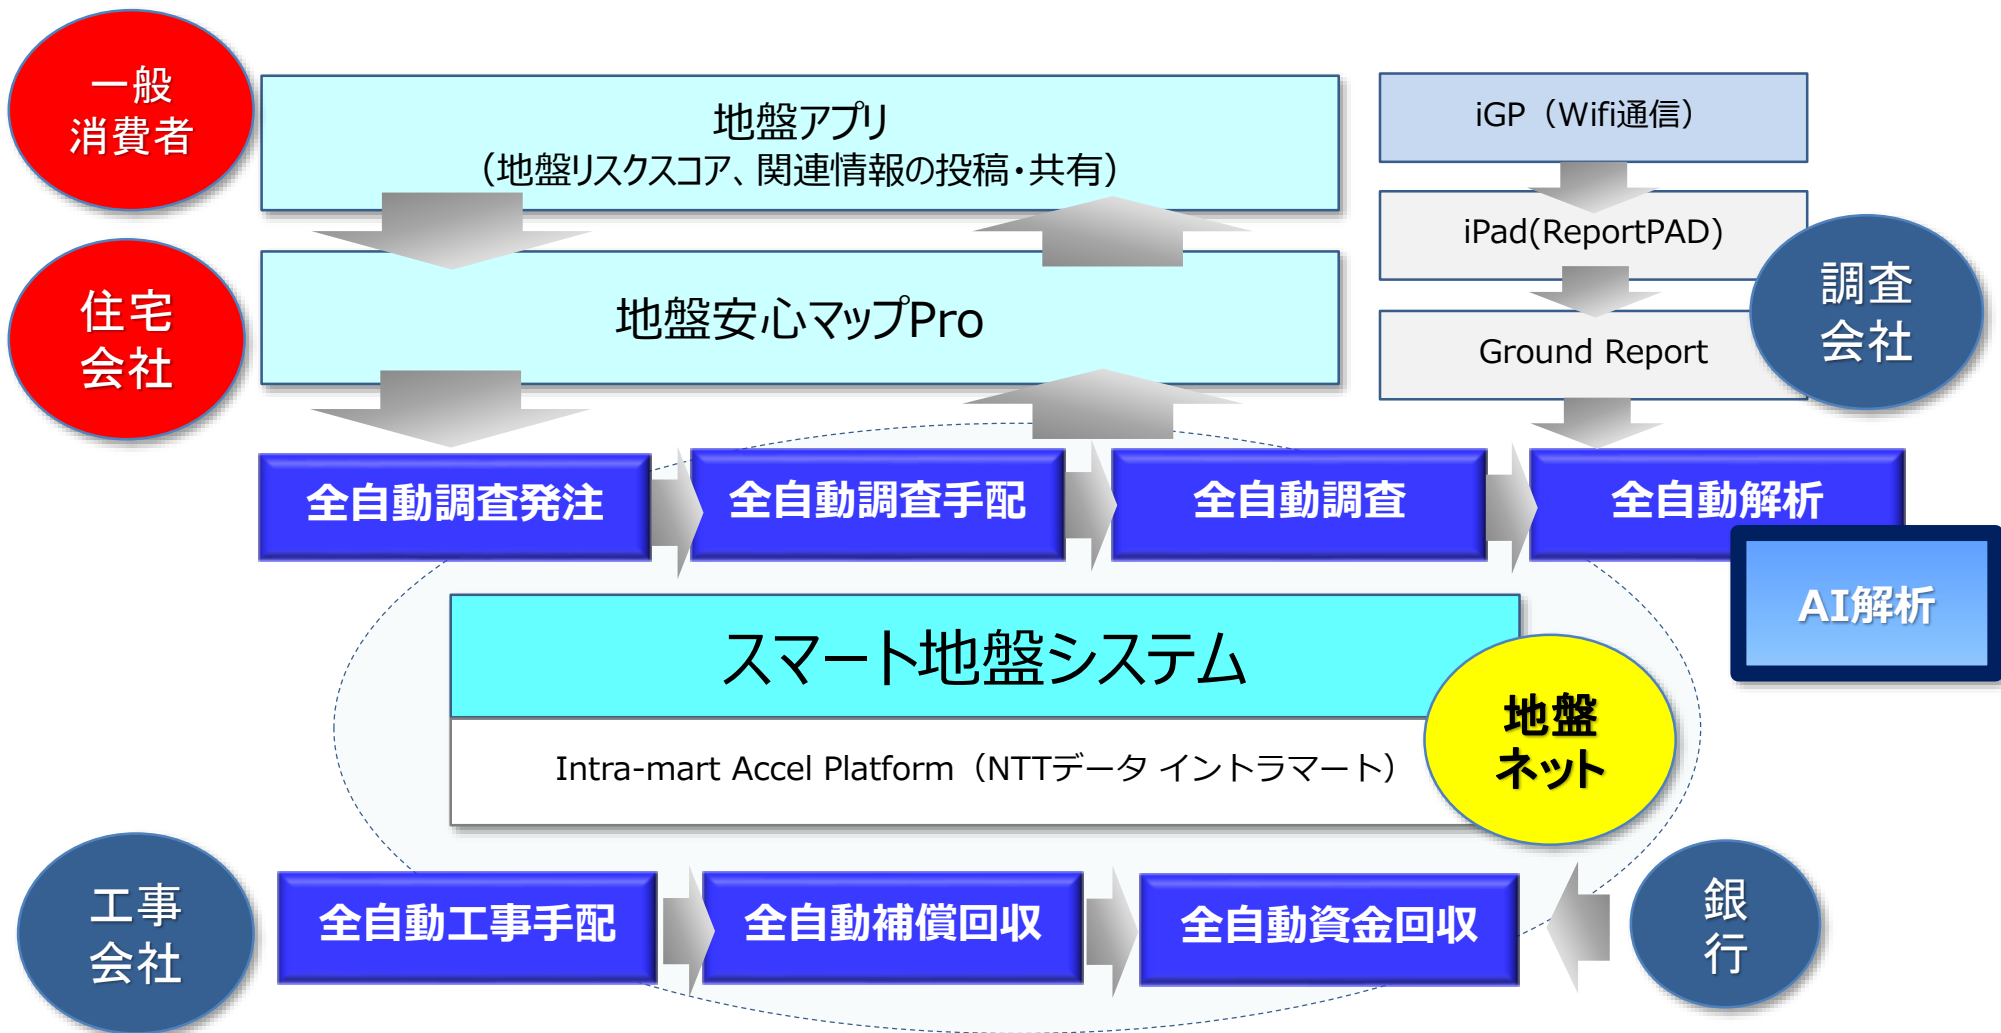 一般
消費者
地盤アプリ
（地盤リスクスコア、関連情報の投稿・共有）
iGP（Wifi通信）
iPad(ReportPAD)
住宅
会社
地盤安心マップPro
Ground Report
調査
会社
全自動調査発注
全自動調査手配
全自動調査
全自動解析
AI解析
スマート地盤システム
Intra-mart Accel Platform（NTTデータ イントラマート）
地盤
ネット
工事
会社
全自動工事手配
全自動補償回収
全自動資金回収
銀
行